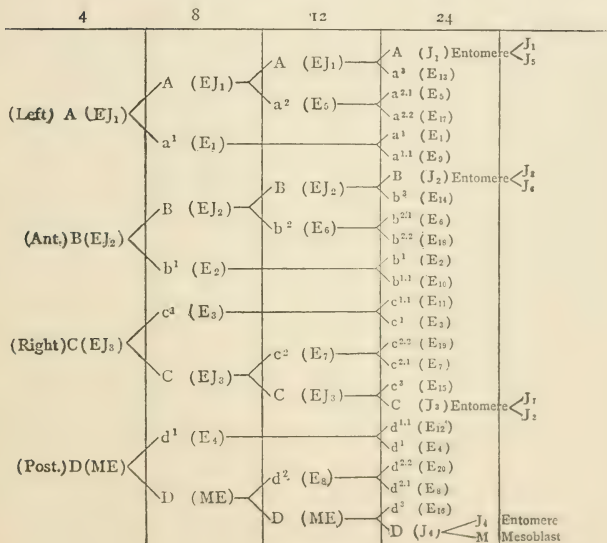 4 8 12 24
A (J₁) Entomere J₁
J₅
A (EJ₁)
a³ (E₁₃)
A (EJ₁)
a²·¹ (E₅)
a² (E₅)
a²·² (E₁₇)
(Left) A (EJ₁)
a¹ (E₁)
a¹ (E₁)
a¹·¹ (E₉)
B (J₂) Entomere J₂
J₆
B (EJ₂)
b³ (E₁₄)
B (EJ₂)
b²·¹ (E₆)
b² (E₆)
b²·² (E₁₈)
(Ant.) B (EJ₂)
b¹ (E₂)
b¹ (E₂)
b¹·¹ (E₁₀)
c¹·¹ (E₁₁)
c¹ (E₃)
c¹ (E₃)
c²·² (E₁₉)
(Right) C (EJ₃)
c² (E₇)
c²·¹ (E₇)
C (EJ₃)
c³ (E₁₅)
C (EJ₃)
C (J₃) Entomere J₇
J₂
d¹·¹ (E₁₂)
d¹ (E₄)
d¹ (E₄)
d²·² (E₂₀)
(Post.) D (ME)
d² (E₈)
d²·¹ (E₈)
D (ME)
d³ (E₁₆)
D (ME)
D (J₄) J₄ Entomere
M Mesoblast